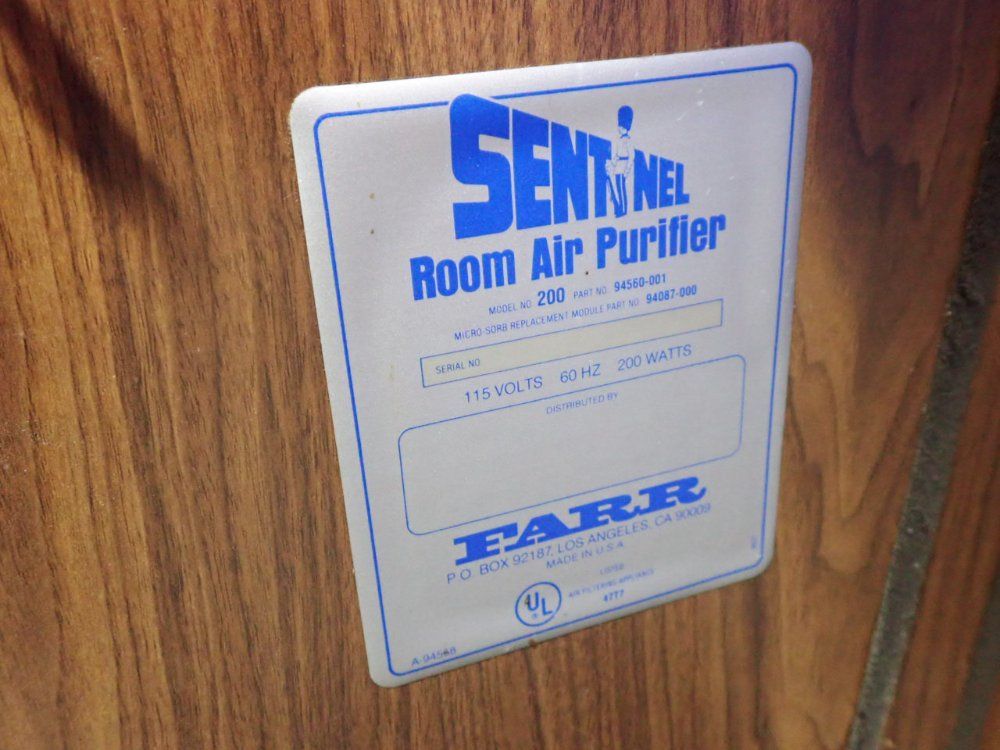 SENTINEL
Room Air Purifier
MODEL NO. 200 PART NO. 94560-001
MICRO-SORB REPLACEMENT MODULE PART NO. 94087-000
SERIAL NO.
115 VOLTS 60 HZ 200 WATTS
DISTRIBUTED BY
FARR
P.O. BOX 92187, LOS ANGELES, CA 90009
MADE IN U.S.A.
UL
LISTED
AIR FILTERING APPLIANCE
47T7
A-94568